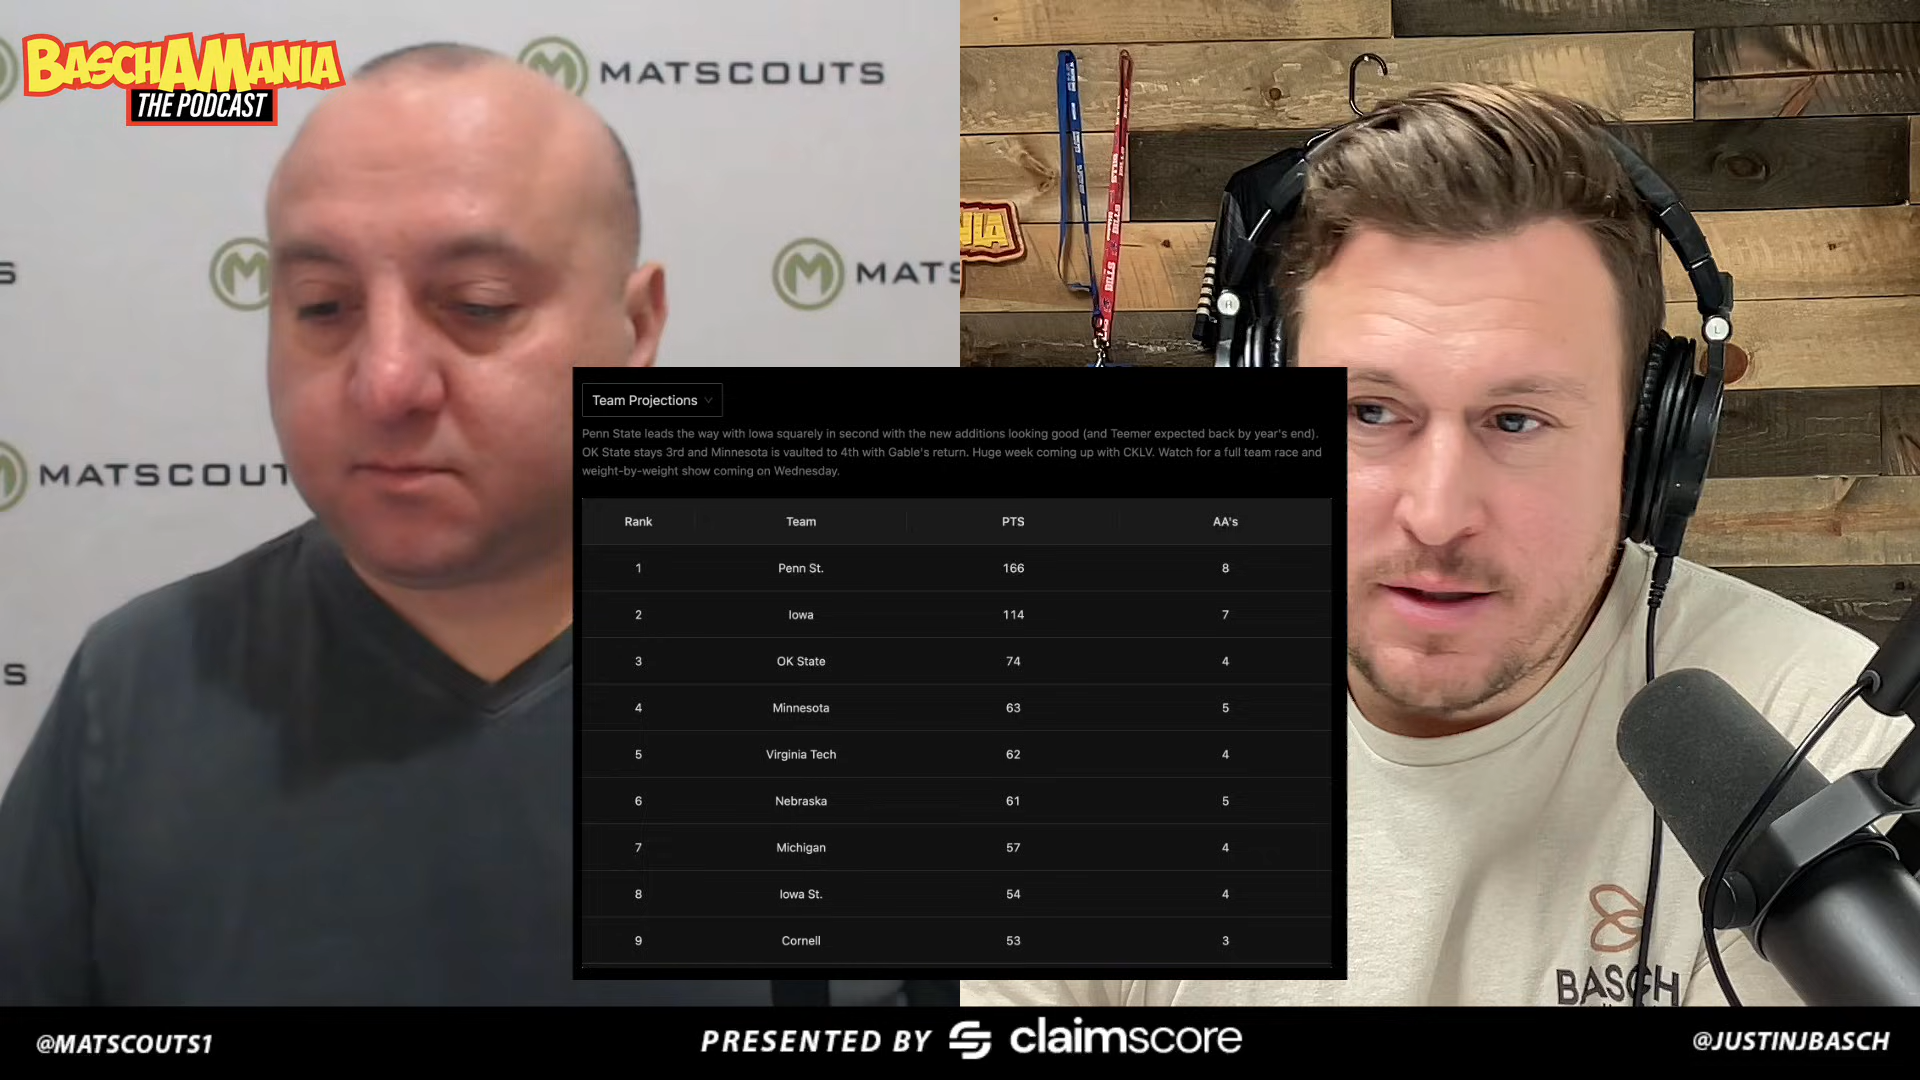 BASCHAMANIA
THE PODCAST
MATSCOUTS
MATS
MATSCOUT
S
S
BILLS
BILLS
Team Projections
Penn State leads the way with Iowa squarely in second with the new additions looking good (and Teemer expected back by year's end).
OK State stays 3rd and Minnesota is vaulted to 4th with Gable's return. Huge week coming up with CKLV. Watch for a full team race and
weight-by-weight show coming on Wednesday.
Rank Team PTS AA's
1 Penn St. 166 8
2 Iowa 114 7
3 OK State 74 4
4 Minnesota 63 5
5 Virginia Tech 62 4
6 Nebraska 61 5
7 Michigan 57 4
8 Iowa St. 54 4
9 Cornell 53 3
L
BASCH
@MATSCOUTS1
PRESENTED BY claimscore
@JUSTINJBASCH